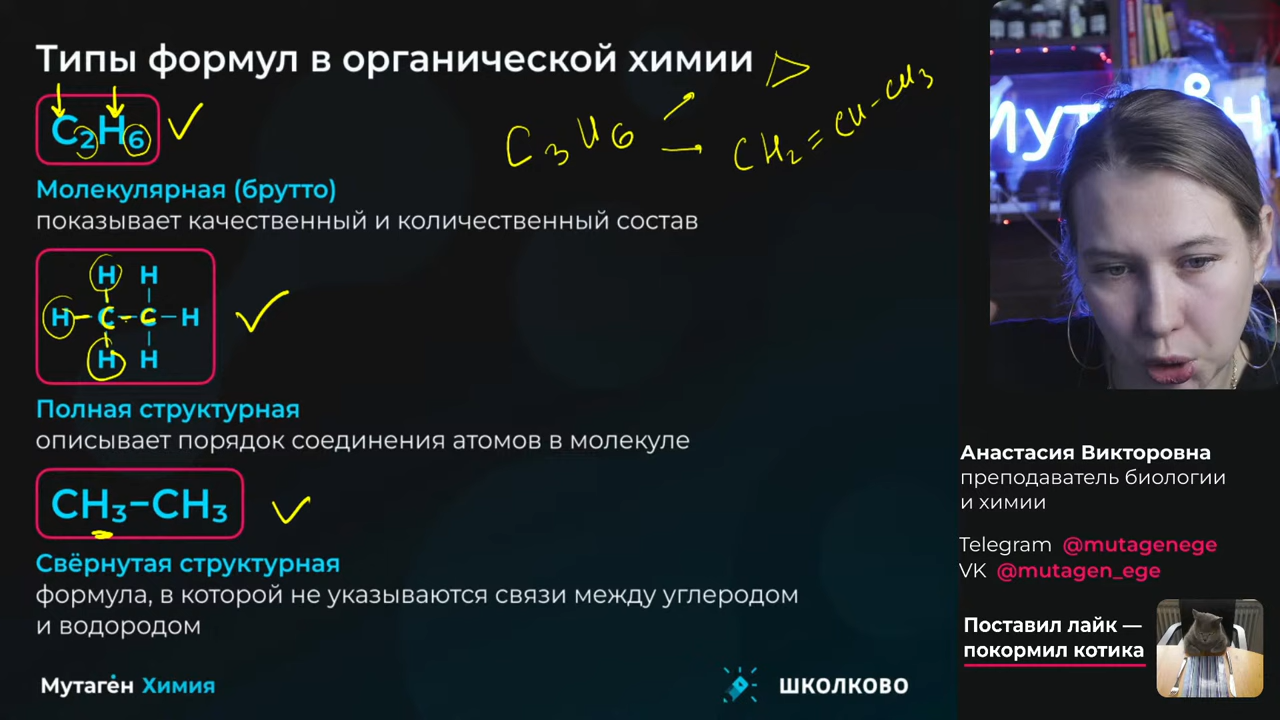 Типы формул в органической химии
C₂H₆
C₃H₆
CH₂=CH-CH₃
Молекулярная (брутто)
показывает качественный и количественный состав
H H
H-C-C-H
H H
Полная структурная
описывает порядок соединения атомов в молекуле
CH₃-CH₃
Свёрнутая структурная
формула, в которой не указываются связи между углеродом
и водородом
Мутаген Химия
ШКОЛКОВО
Мутаген
Анастасия Викторовна
преподаватель биологии
и химии
Telegram @mutagenege
VK @mutagen_ege
Поставил лайк —
покормил котика